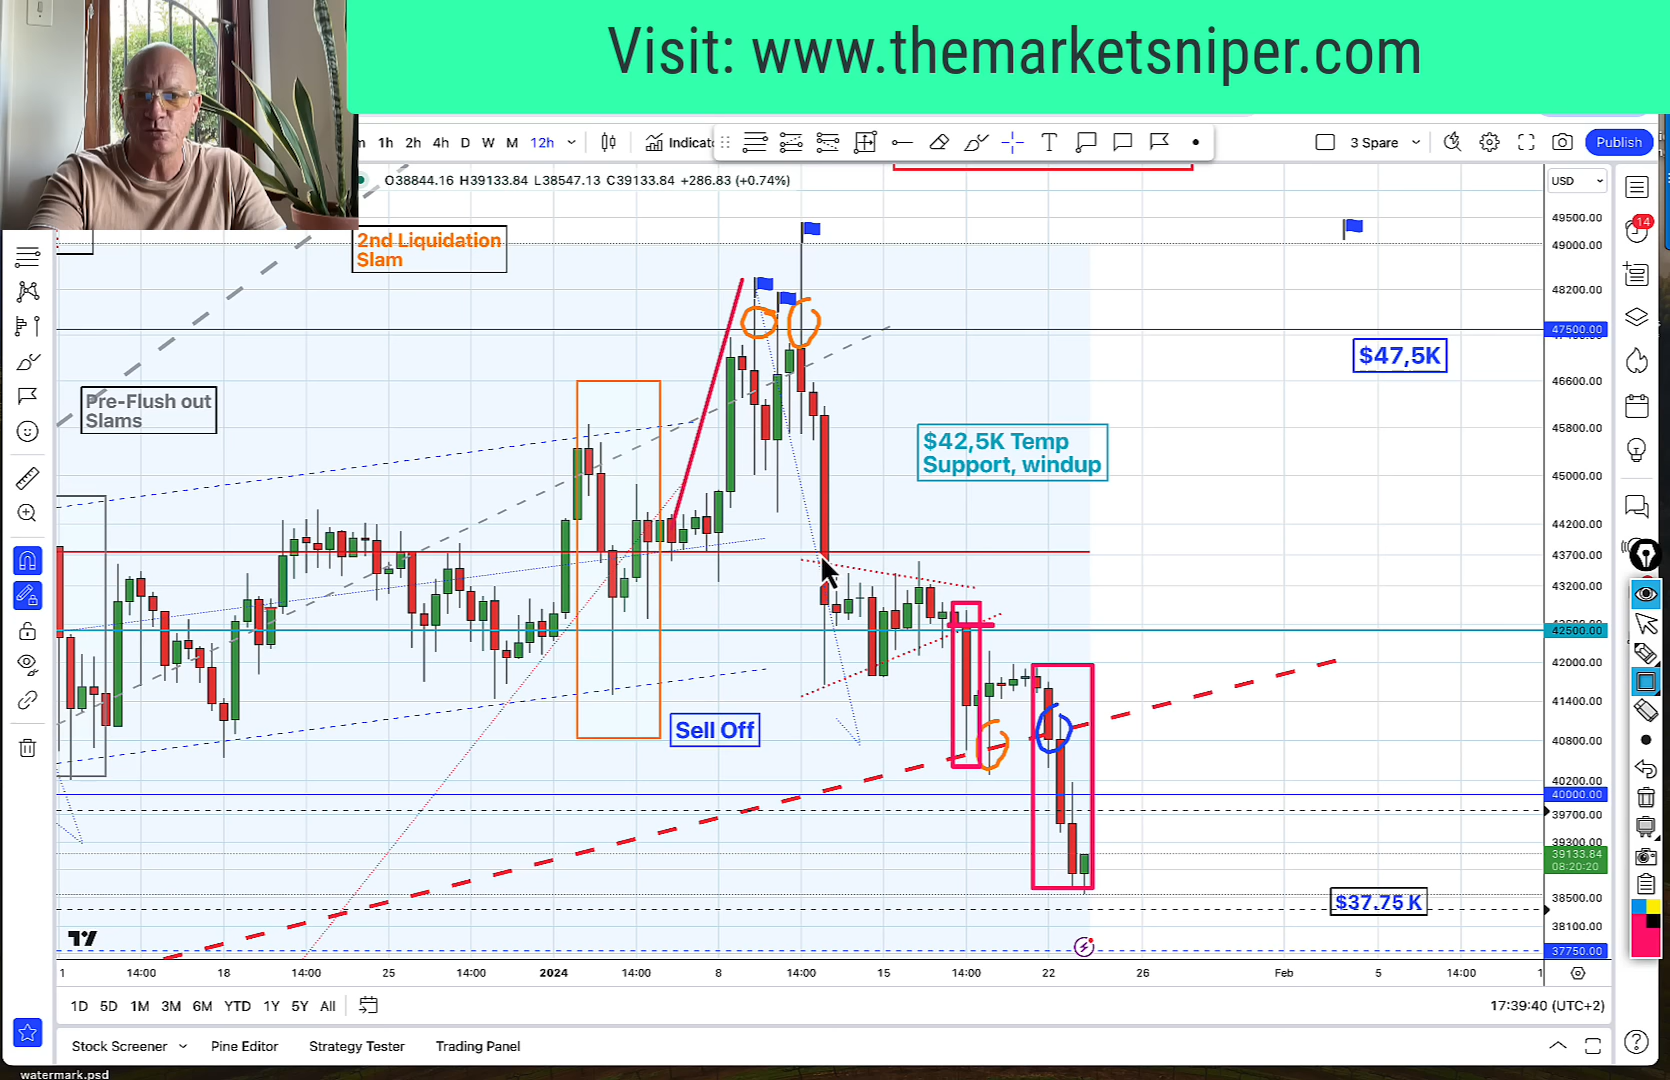 Visit: www.themarketsniper.com
1h 2h 4h D W M 12h
3 Spare
Publish
O38844.16 H39133.84 L38547.13 C39133.84 +286.83 (+0.74%)
USD
14
2nd Liquidation
Slam
Pre-Flush out
Slams
$47,5K
$42,5K Temp
Support, windup
Sell Off
$37.75 K
49500.00
49000.00
48200.00
47500.00
46600.00
45800.00
45000.00
44200.00
43700.00
43200.00
42500.00
42000.00
41400.00
40800.00
40200.00
40000.00
39700.00
39300.00
39133.84
08:20:20
38500.00
38100.00
37750.00
1 14:00 18 14:00 25 14:00 2024 14:00 8 14:00 15 14:00 22 26 Feb 5 14:00
1D 5D 1M 3M 6M YTD 1Y 5Y All
17:39:40 (UTC+2)
Stock Screener Pine Editor Strategy Tester Trading Panel
watermark.psd